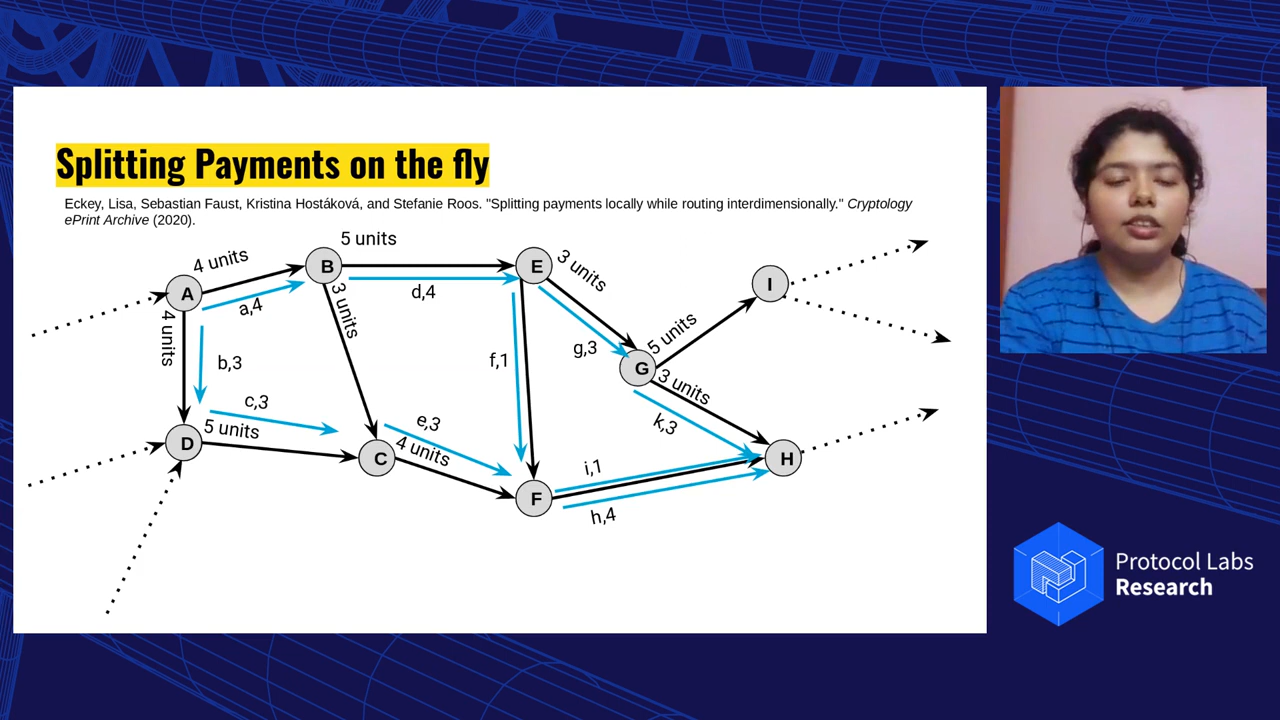 Splitting Payments on the fly
Eckey, Lisa, Sebastian Faust, Kristina Hostáková, and Stefanie Roos. "Splitting payments locally while routing interdimensionally." Cryptology
ePrint Archive (2020).
5 units
4 units
B
E
3 units
A
a,4
d,4
I
3 units
4 units
5 units
b,3
f,1
g,3
G
3 units
c,3
e,3
k,3
5 units
D
4 units
C
i,1
H
F
h,4
Protocol Labs
Research